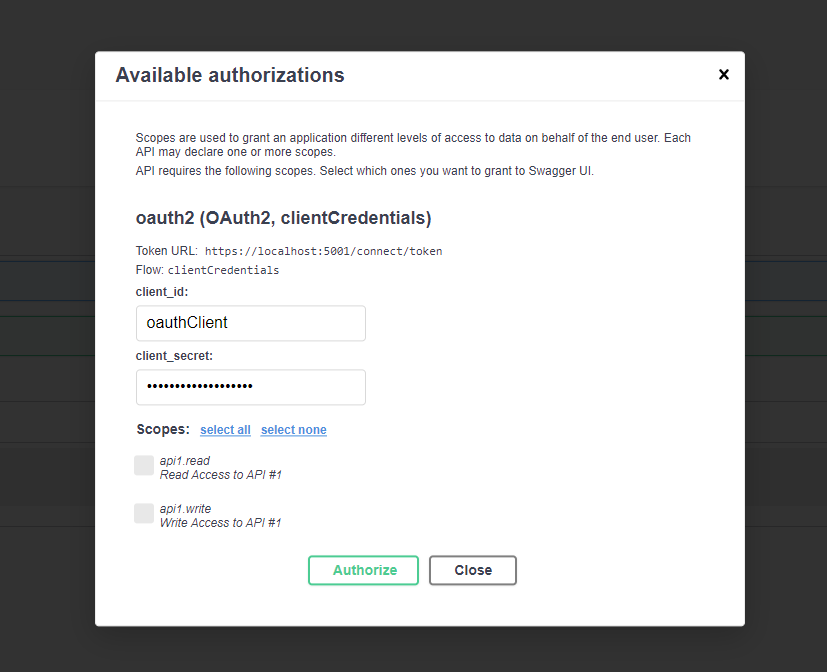 Available authorizations
Scopes are used to grant an application different levels of access to data on behalf of the end user. Each
API may declare one or more scopes.
API requires the following scopes. Select which ones you want to grant to Swagger UI.
oauth2 (OAuth2, clientCredentials)
Token URL: https://localhost:5001/connect/token
Flow: clientCredentials
client_id:
oauthClient
client_secret:
•••••••••••••••••••
Scopes: select all select none
api1.read
Read Access to API #1
api1.write
Write Access to API #1
Authorize Close